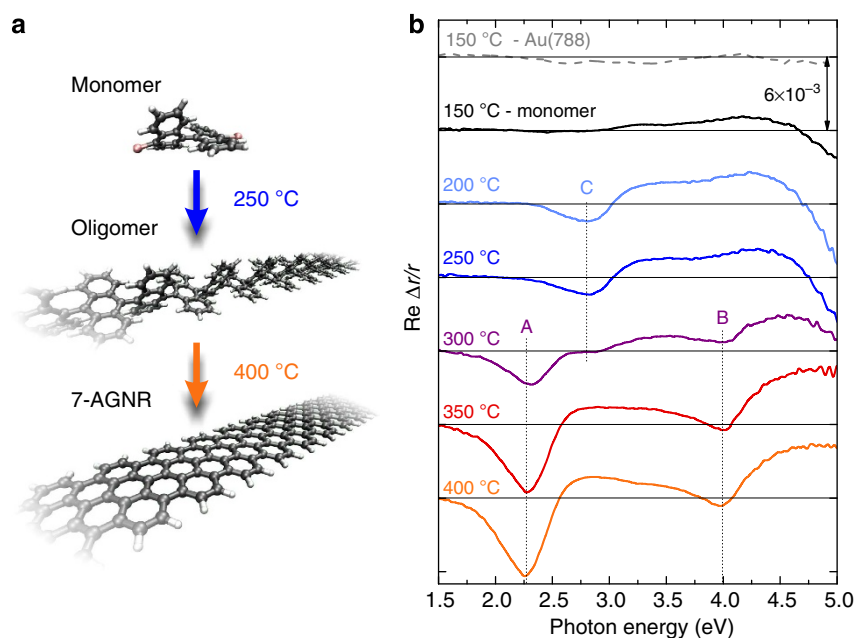 a
Monomer
250 °C
Oligomer
400 °C
7-AGNR
b
150 °C - Au(788)
6×10⁻³
150 °C - monomer
200 °C
C
250 °C
300 °C
A
B
350 °C
400 °C
Re Δr/r
1.5 2.0 2.5 3.0 3.5 4.0 4.5 5.0
Photon energy (eV)